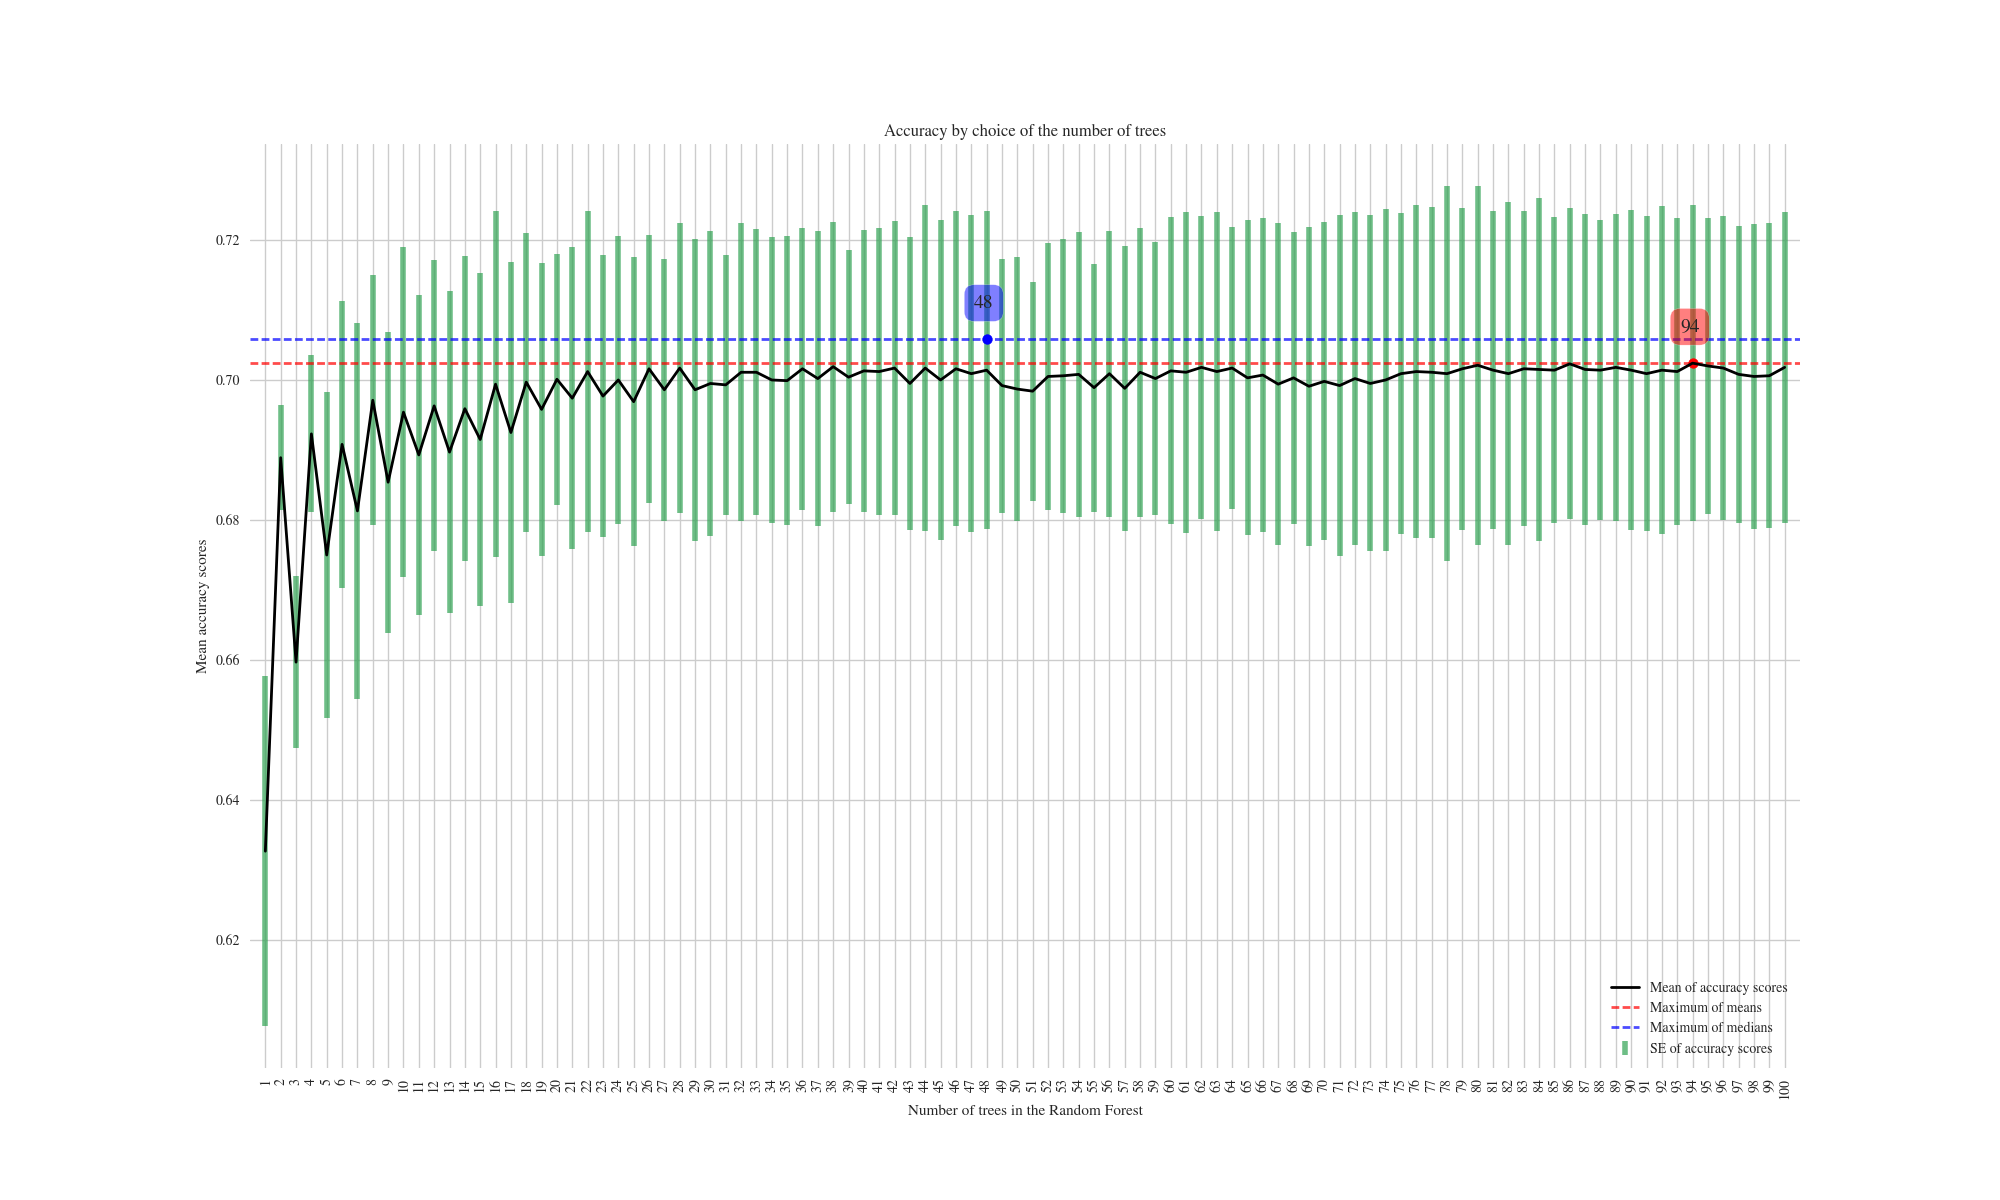 Accuracy by choice of the number of trees
Mean accuracy scores
0.72
0.70
0.68
0.66
0.64
0.62
48
94
Mean of accuracy scores
Maximum of means
Maximum of medians
SE of accuracy scores
1 2 3 4 5 6 7 8 9 10 11 12 13 14 15 16 17 18 19 20 21 22 23 24 25 26 27 28 29 30 31 32 33 34 35 36 37 38 39 40 41 42 43 44 45 46 47 48 49 50 51 52 53 54 55 56 57 58 59 60 61 62 63 64 65 66 67 68 69 70 71 72 73 74 75 76 77 78 79 80 81 82 83 84 85 86 87 88 89 90 91 92 93 94 95 96 97 98 99 100
Number of trees in the Random Forest